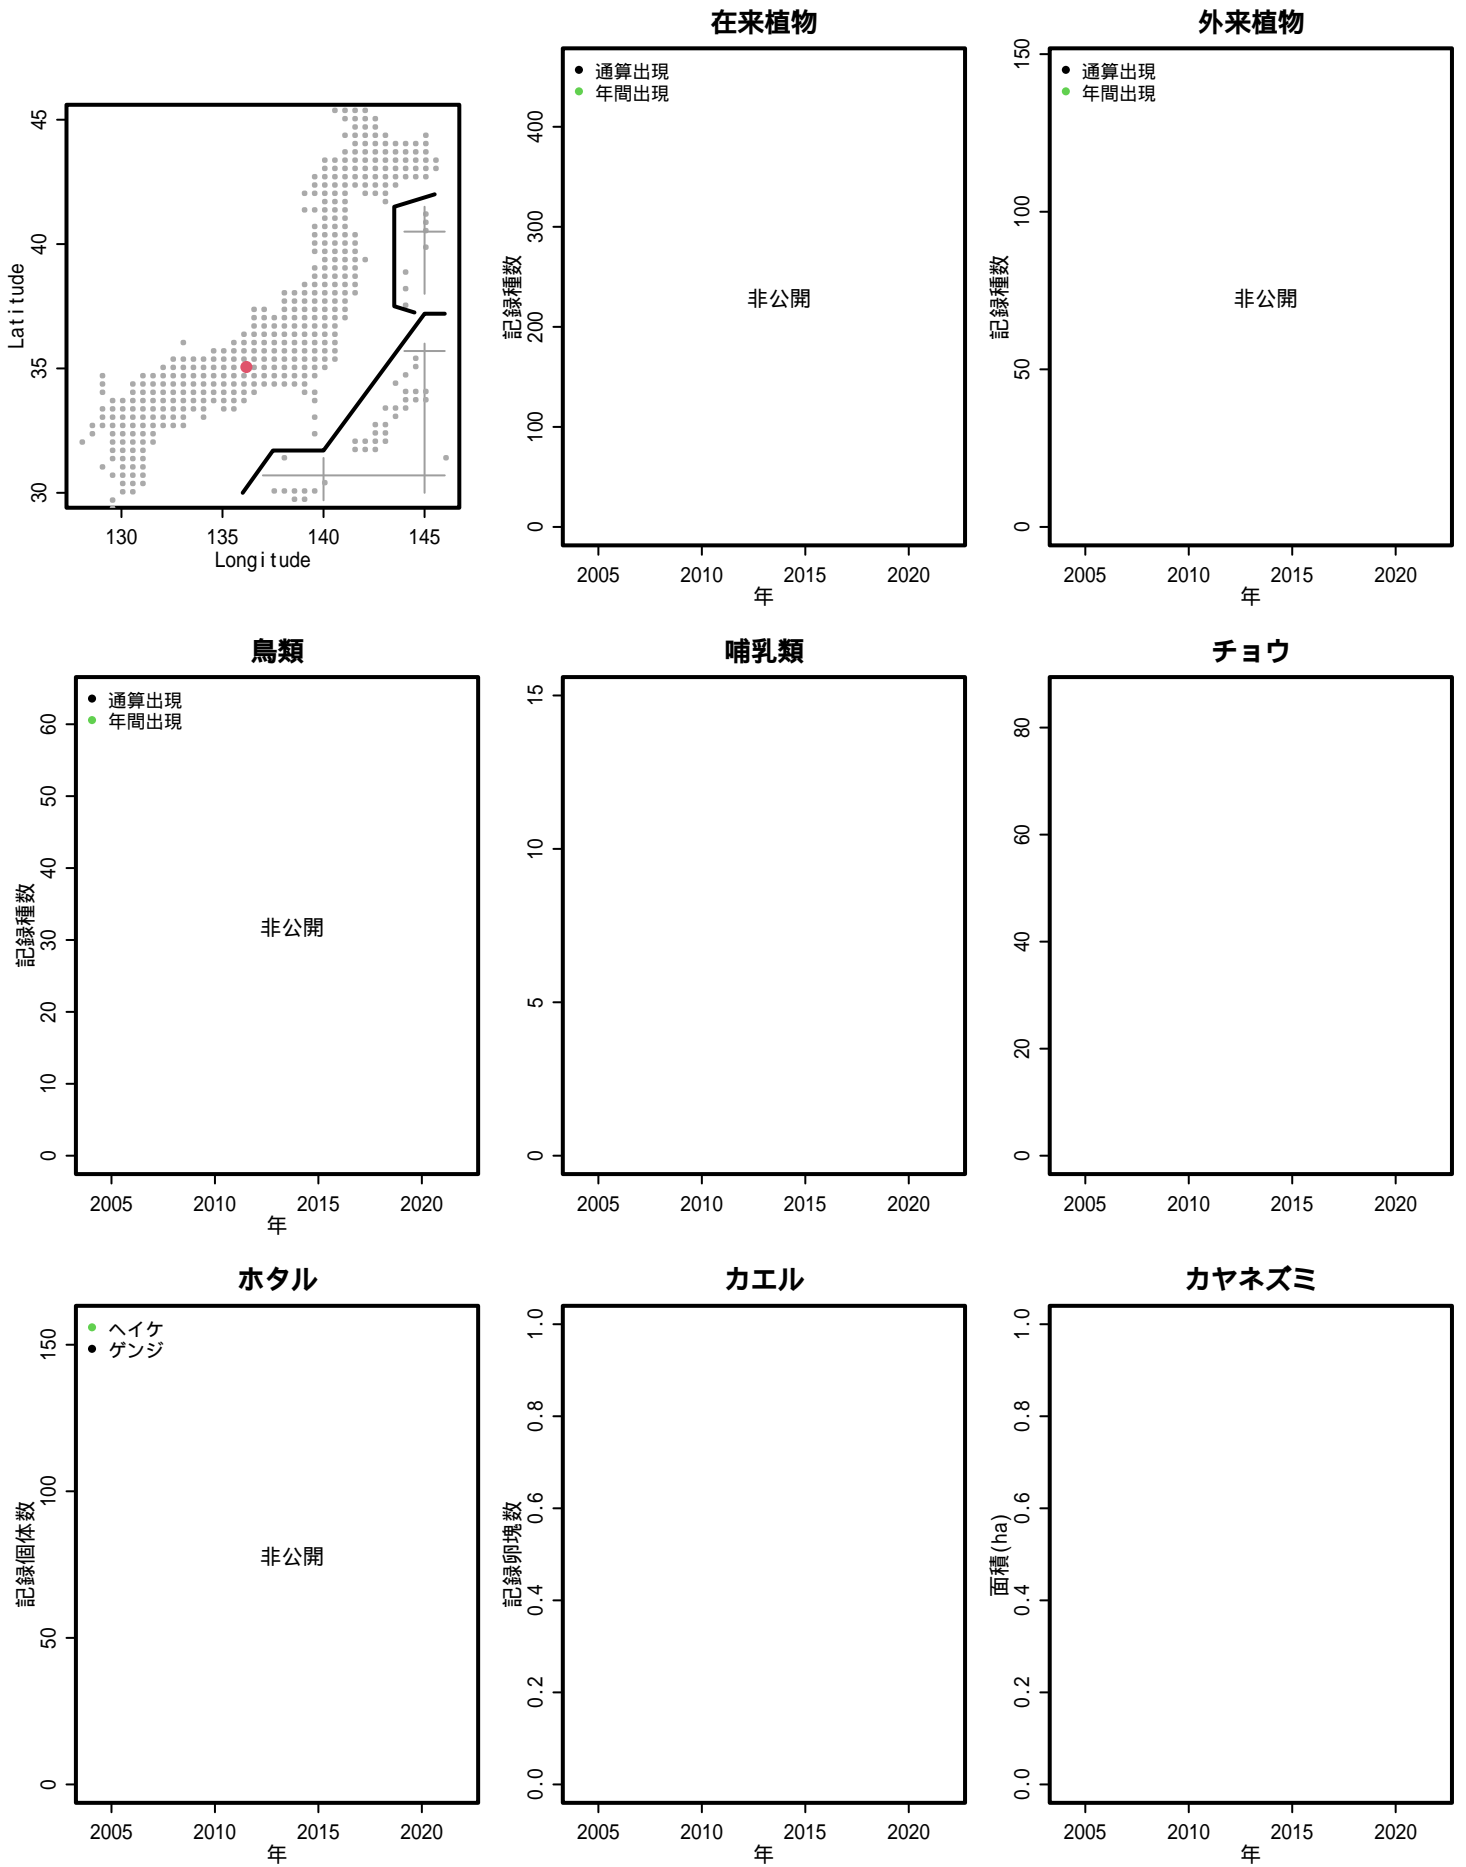 45
40
35
30
Latitude
130
135
140
145
Longitude
在来植物
通算出現
年間出現
400
300
200
100
0
記録種数
非公開
2005
2010
2015
2020
年
外来植物
通算出現
年間出現
150
100
50
0
記録種数
非公開
2005
2010
2015
2020
年
鳥類
通算出現
年間出現
60
50
40
30
20
10
0
記録種数
非公開
2005
2010
2015
2020
年
哺乳類
15
10
5
0
2005
2010
2015
2020
チョウ
80
60
40
20
0
2005
2010
2015
2020
ホタル
ヘイケ
ゲンジ
150
100
50
0
記録個体数
非公開
2005
2010
2015
2020
年
カエル
1.0
0.8
0.6
0.4
0.2
0.0
記録卵塊数
2005
2010
2015
2020
年
カヤネズミ
1.0
0.8
0.6
0.4
0.2
0.0
面積(ha)
2005
2010
2015
2020
年